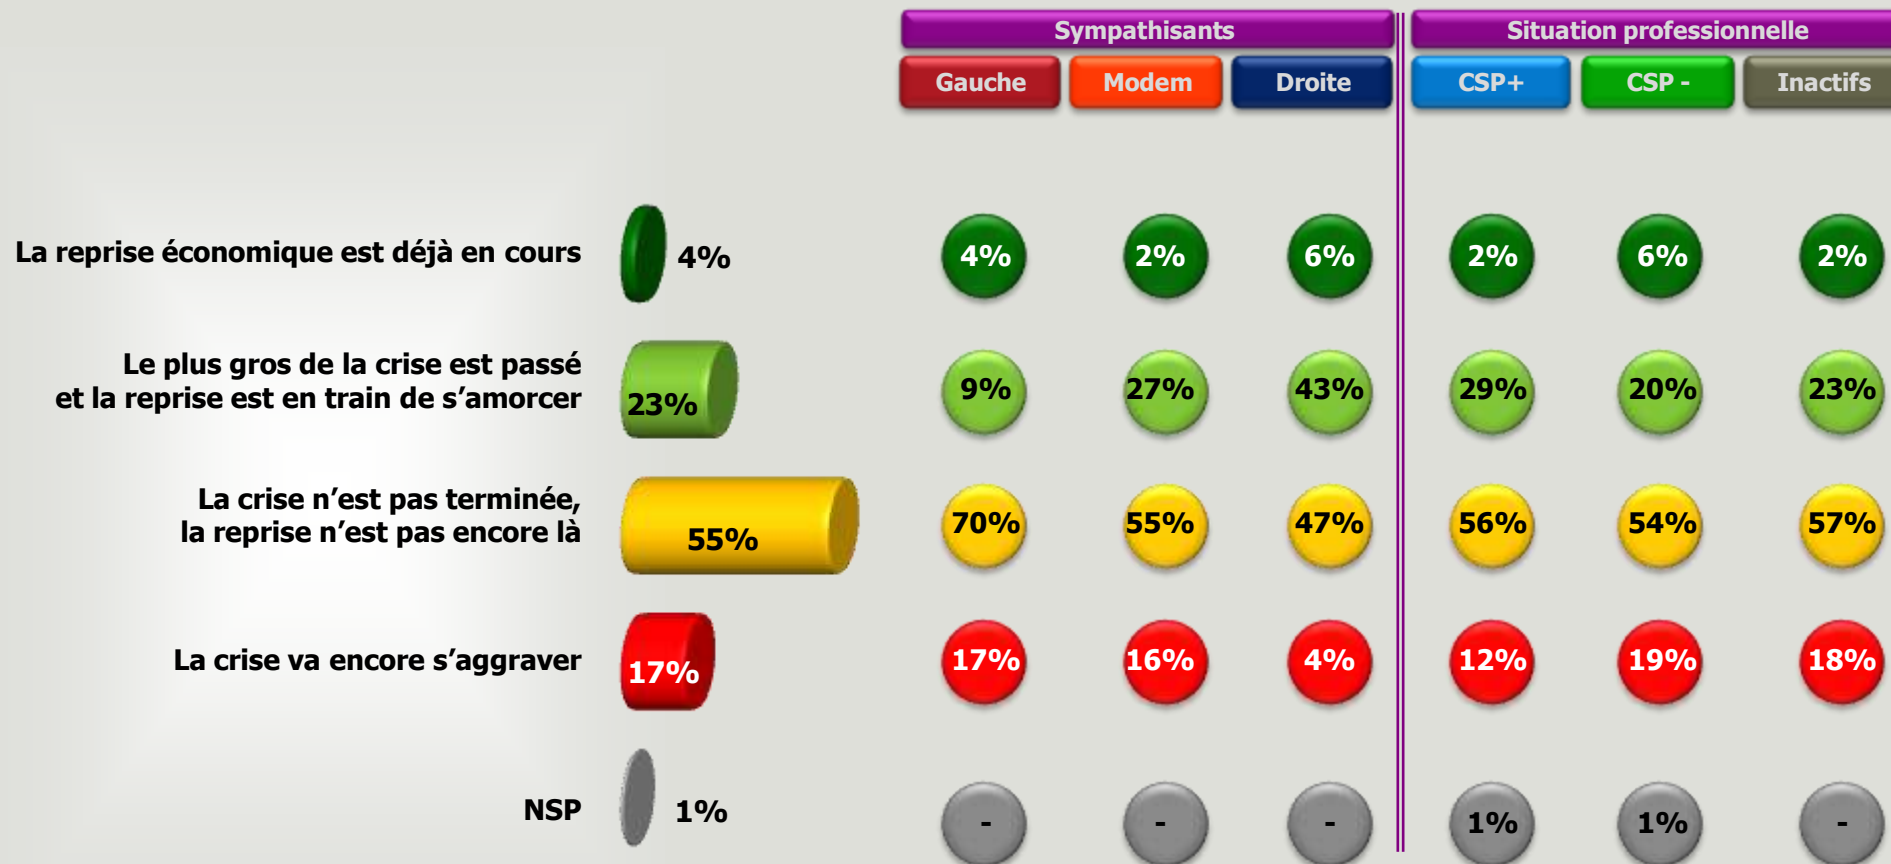 Sympathisants
Situation professionnelle
Gauche Modem Droite CSP+ CSP - Inactifs
La reprise économique est déjà en cours 4% 4% 2% 6% 2% 6% 2%
Le plus gros de la crise est passé
et la reprise est en train de s’amorcer 23% 9% 27% 43% 29% 20% 23%
La crise n’est pas terminée,
la reprise n’est pas encore là 55% 70% 55% 47% 56% 54% 57%
La crise va encore s’aggraver 17% 17% 16% 4% 12% 19% 18%
NSP 1% - - - 1% 1% -